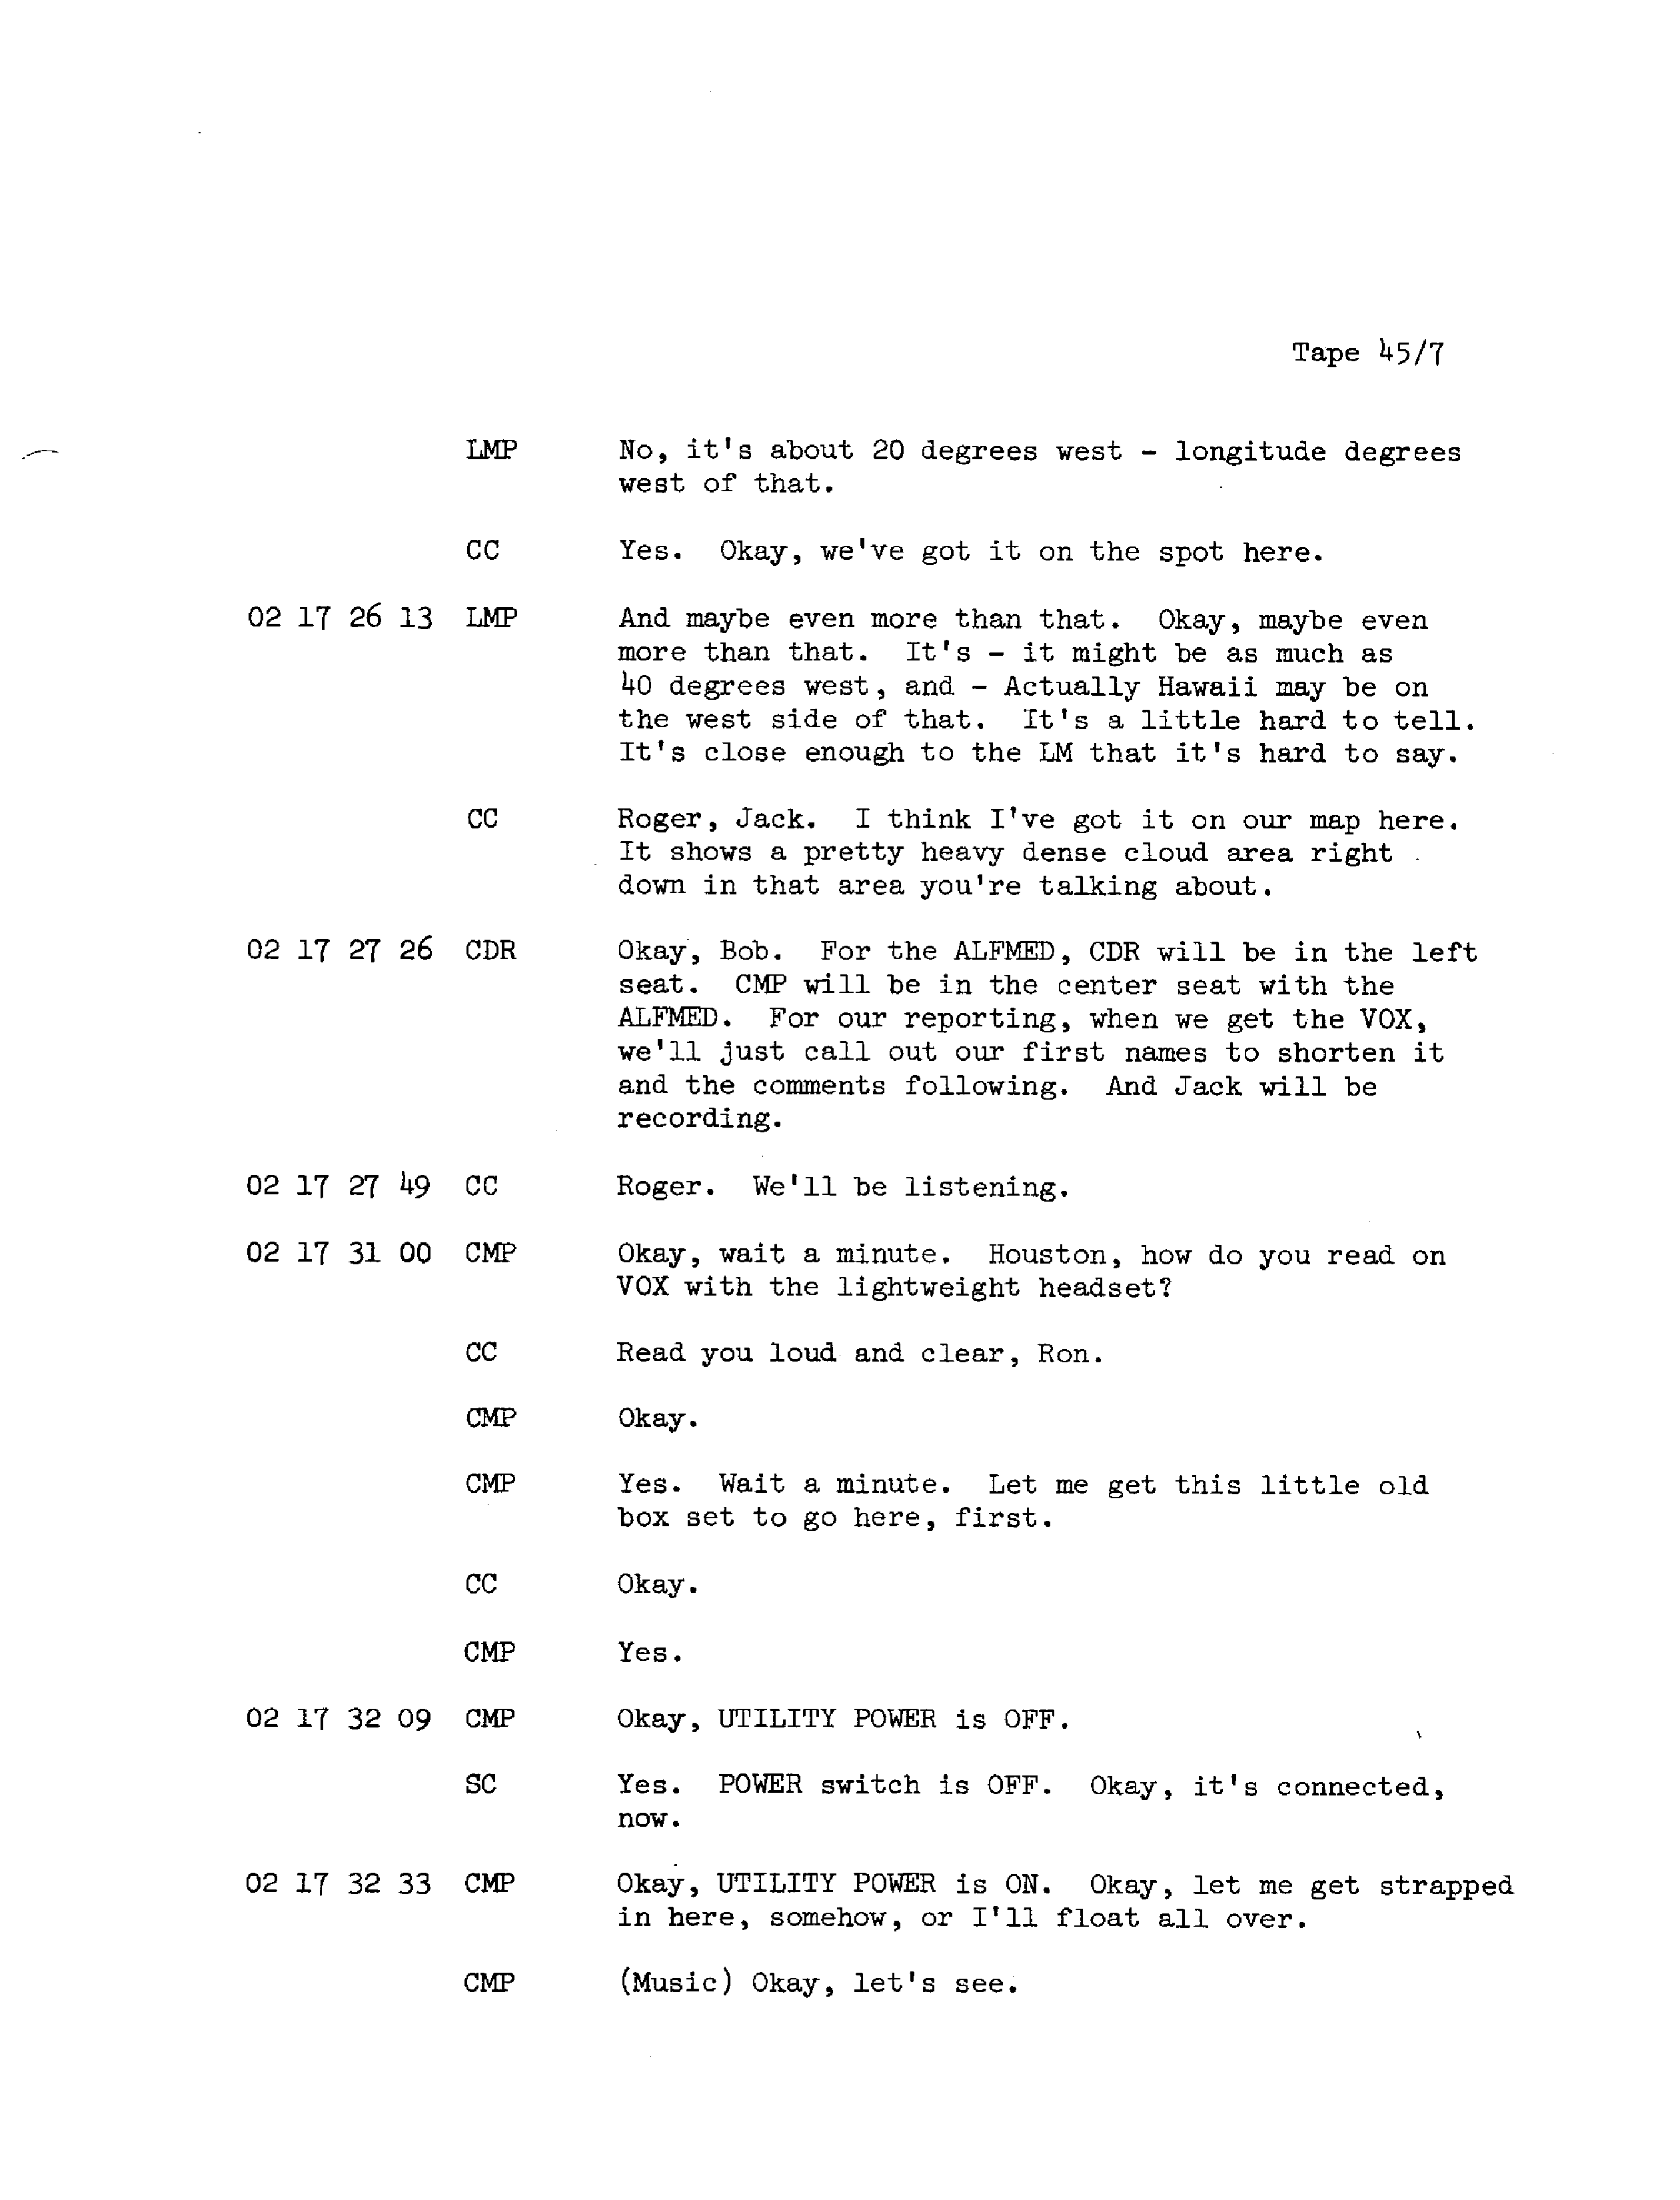 Tape 45/7
LMP No, it's about 20 degrees west - longitude degrees
west of that.
CC Yes. Okay, we've got it on the spot here.
02 17 26 13 LMP And maybe even more than that. Okay, maybe even
more than that. It's - it might be as much as
40 degrees west, and - Actually Hawaii may be on
the west side of that. It's a little hard to tell.
It's close enough to the LM that it's hard to say.
CC Roger, Jack. I think I've got it on our map here.
It shows a pretty heavy dense cloud area right
down in that area you're talking about.
02 17 27 26 CDR Okay, Bob. For the ALFMED, CDR will be in the left
seat. CMP will be in the center seat with the
ALFMED. For our reporting, when we get the VOX,
we'll just call out our first names to shorten it
and the comments following. And Jack will be
recording.
02 17 27 49 CC Roger. We'll be listening.
02 17 31 00 CMP Okay, wait a minute. Houston, how do you read on
VOX with the lightweight headset?
CC Read you loud and clear, Ron.
CMP Okay.
CMP Yes. Wait a minute. Let me get this little old
box set to go here, first.
CC Okay.
CMP Yes.
02 17 32 09 CMP Okay, UTILITY POWER is OFF.
SC Yes. POWER switch is OFF. Okay, it's connected,
now.
02 17 32 33 CMP Okay, UTILITY POWER is ON. Okay, let me get strapped
in here, somehow, or I'll float all over.
CMP (Music) Okay, let's see.